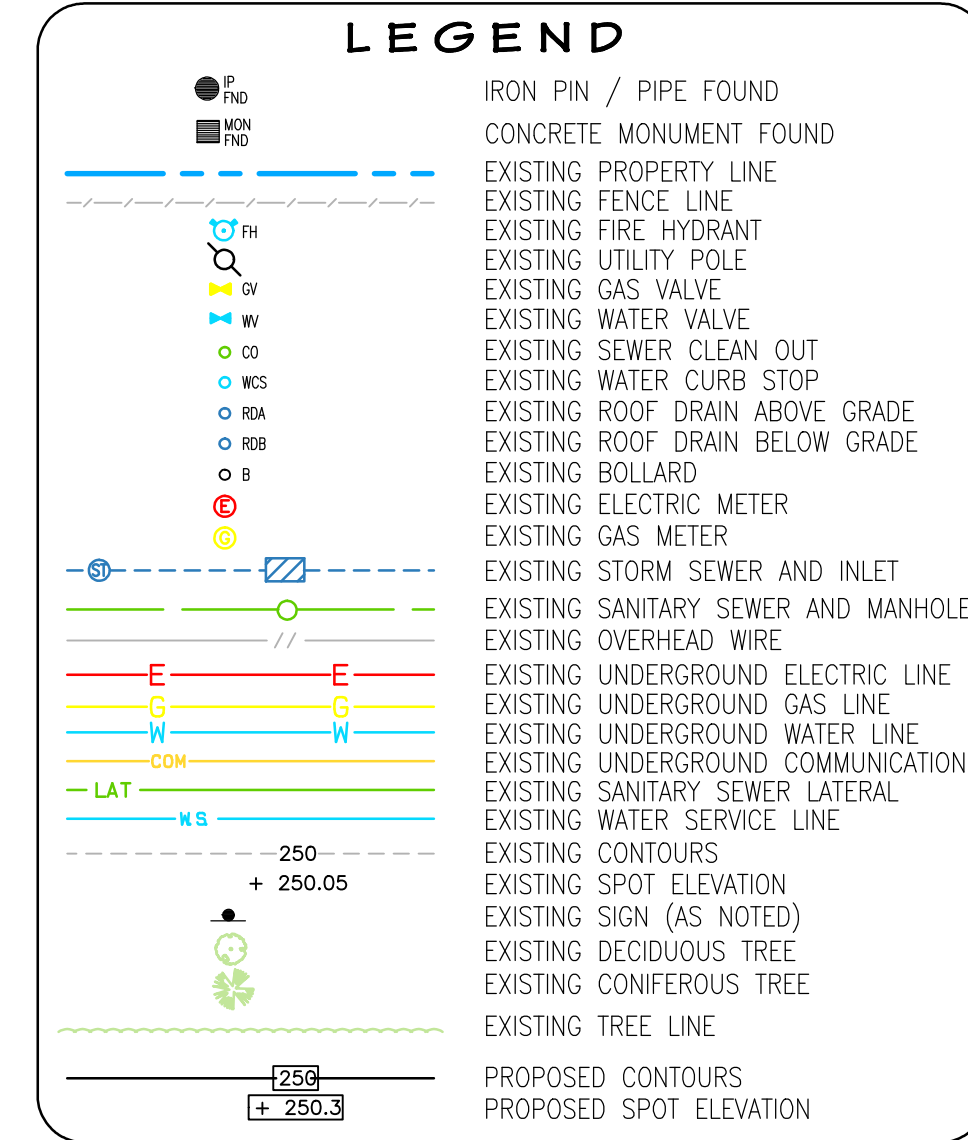 LEGEND
IP FND IRON PIN / PIPE FOUND
MON FND CONCRETE MONUMENT FOUND
EXISTING PROPERTY LINE
EXISTING FENCE LINE
FH EXISTING FIRE HYDRANT
EXISTING UTILITY POLE
GV EXISTING GAS VALVE
WV EXISTING WATER VALVE
CO EXISTING SEWER CLEAN OUT
WCS EXISTING WATER CURB STOP
RDA EXISTING ROOF DRAIN ABOVE GRADE
RDB EXISTING ROOF DRAIN BELOW GRADE
B EXISTING BOLLARD
E EXISTING ELECTRIC METER
G EXISTING GAS METER
ST EXISTING STORM SEWER AND INLET
EXISTING SANITARY SEWER AND MANHOLE
// EXISTING OVERHEAD WIRE
E E EXISTING UNDERGROUND ELECTRIC LINE
G G EXISTING UNDERGROUND GAS LINE
W W EXISTING UNDERGROUND WATER LINE
COM EXISTING UNDERGROUND COMMUNICATION
LAT EXISTING SANITARY SEWER LATERAL
WS EXISTING WATER SERVICE LINE
250 EXISTING CONTOURS
+ 250.05 EXISTING SPOT ELEVATION
EXISTING SIGN (AS NOTED)
EXISTING DECIDUOUS TREE
EXISTING CONIFEROUS TREE
EXISTING TREE LINE
250 PROPOSED CONTOURS
+ 250.3 PROPOSED SPOT ELEVATION